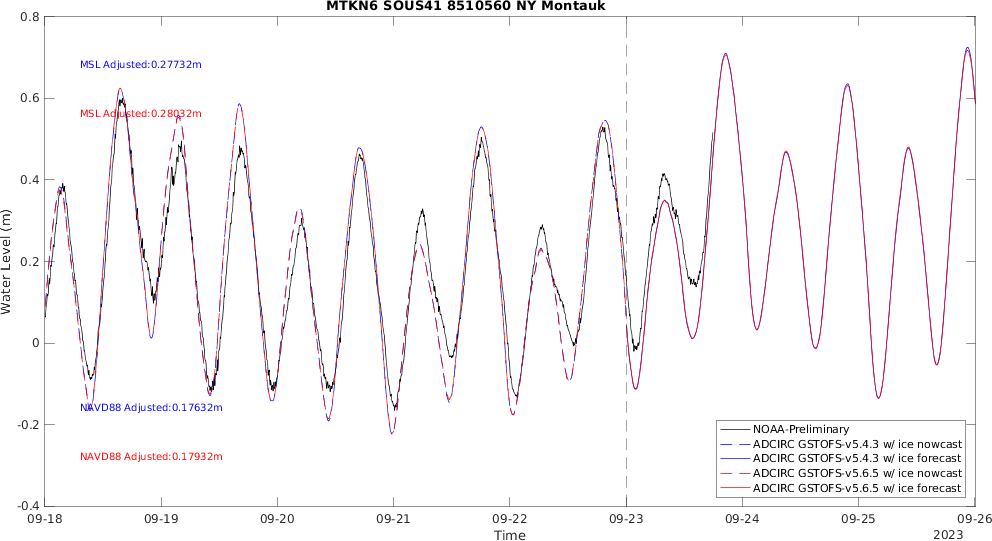 MTKN6 SOUS41 8510560 NY Montauk
0.8
0.6
0.4
0.2
0
-0.2
-0.4
Water Level (m)
MSL Adjusted:0.27732m
MSL Adjusted:0.28032m
NAVD88 Adjusted:0.17632m
NAVD88 Adjusted:0.17932m
NOAA-Preliminary
ADCIRC GSTOFS-v5.4.3 w/ ice nowcast
ADCIRC GSTOFS-v5.4.3 w/ ice forecast
ADCIRC GSTOFS-v5.6.5 w/ ice nowcast
ADCIRC GSTOFS-v5.6.5 w/ ice forecast
09-18 09-19 09-20 09-21 09-22 09-23 09-24 09-25 09-26
Time
2023